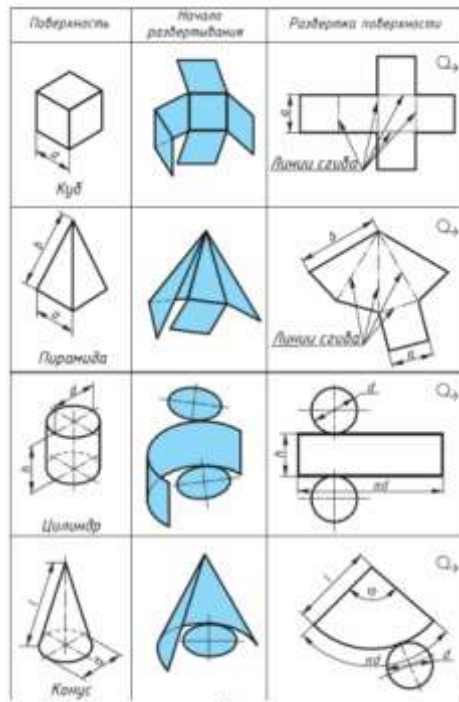 Поверхность
Начало
развертывания
Развертка поверхности
a
Куб
a
Линии сгиба
b
a
Пирамида
b
Линии сгиба
a
d
h
Цилиндр
d
h
πd
l
d
Конус
l
πd
d